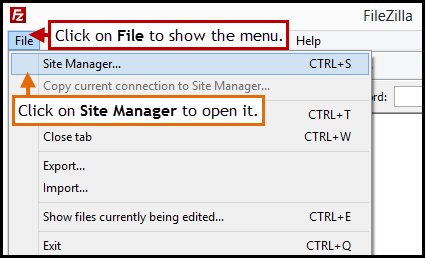 Fz
FileZilla
File
Click on File to show the menu.
Help
Site Manager... CTRL+S
Copy current connection to Site Manager...
Click on Site Manager to open it.
CTRL+T
Close tab CTRL+W
Export...
Import...
Show files currently being edited... CTRL+E
Exit CTRL+Q